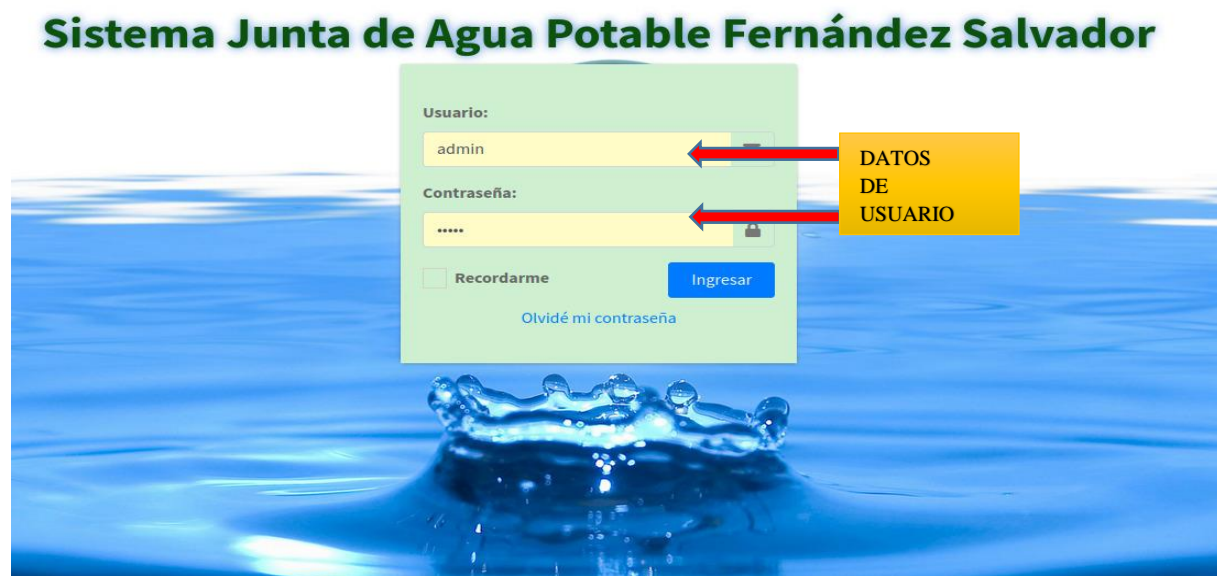 Sistema Junta de Agua Potable Fernández Salvador
Usuario:
admin
Contraseña:
•••••
Recordarme
Ingresar
Olvidé mi contraseña
DATOS
DE
USUARIO